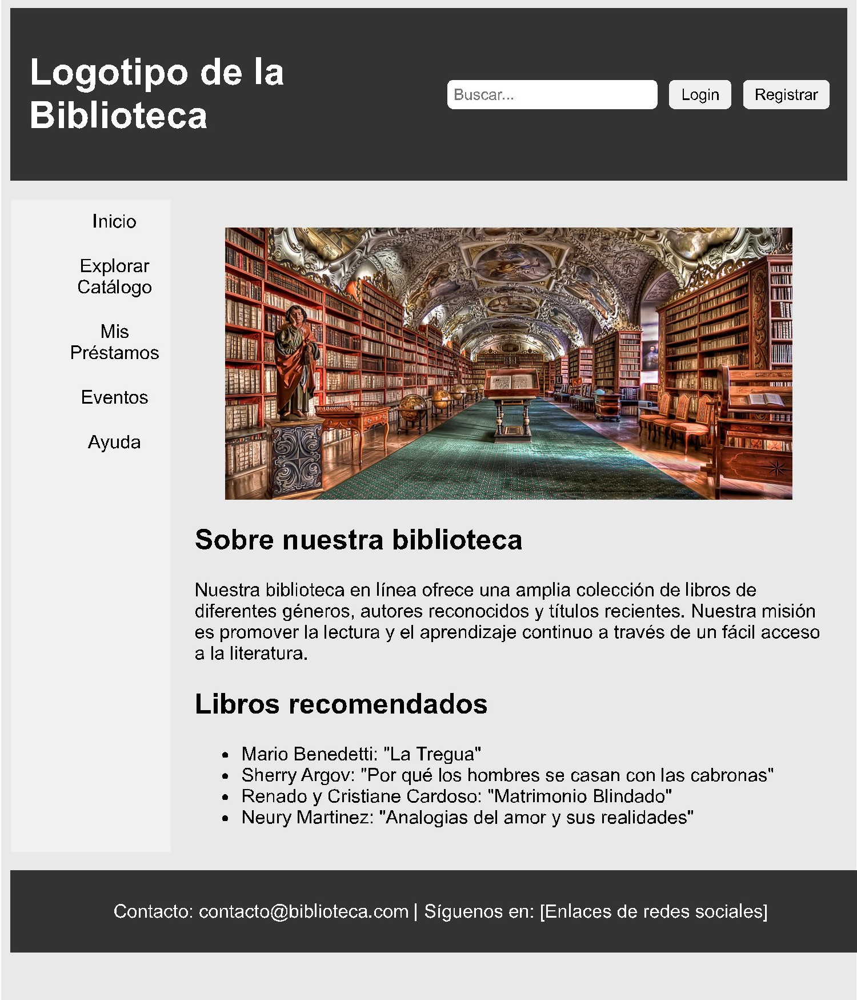 Logotipo de la
Biblioteca
Buscar...
Login
Registrar
Inicio
Explorar
Catálogo
Mis
Préstamos
Eventos
Ayuda
Sobre nuestra biblioteca
Nuestra biblioteca en línea ofrece una amplia colección de libros de
diferentes géneros, autores reconocidos y títulos recientes. Nuestra misión
es promover la lectura y el aprendizaje continuo a través de un fácil acceso
a la literatura.
Libros recomendados
• Mario Benedetti: "La Tregua"
• Sherry Argov: "Por qué los hombres se casan con las cabronas"
• Renado y Cristiane Cardoso: "Matrimonio Blindado"
• Neury Martinez: "Analogias del amor y sus realidades"
Contacto: contacto@biblioteca.com | Síguenos en: [Enlaces de redes sociales]